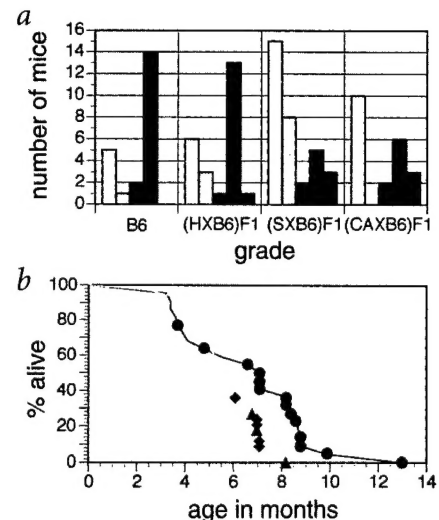 a
number of mice
16
14
12
10
8
6
4
2
0
B6 (HXB6)F1 (SXB6)F1 (CAXB6)F1
grade
b
% alive
100
80
60
40
20
0
0 2 4 6 8 10 12 14
age in months